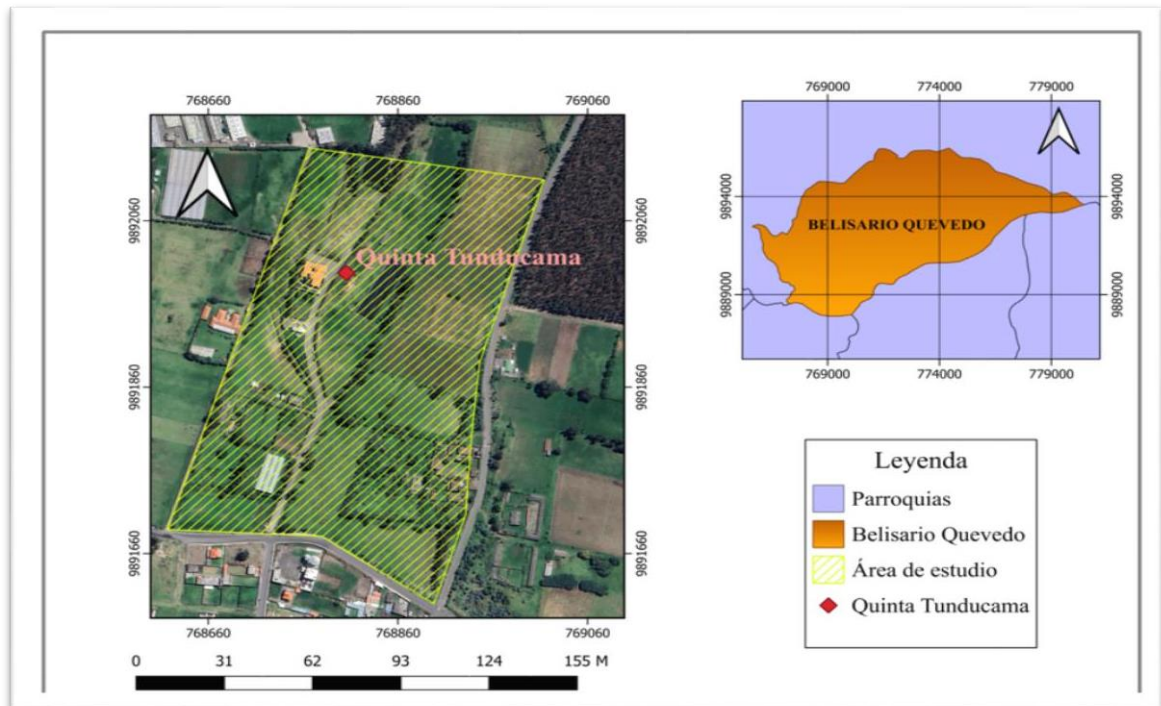 768660 768860 769060
9892060 9892060
Quinta Tunducama
9891860 9891860
9891660 9891660
768660 768860 769060
0 31 62 93 124 155 M
769000 774000 779000
9894000 9894000
BELISARIO QUEVEDO
9889000 9889000
769000 774000 779000
Leyenda
Parroquias
Belisario Quevedo
Área de estudio
Quinta Tunducama